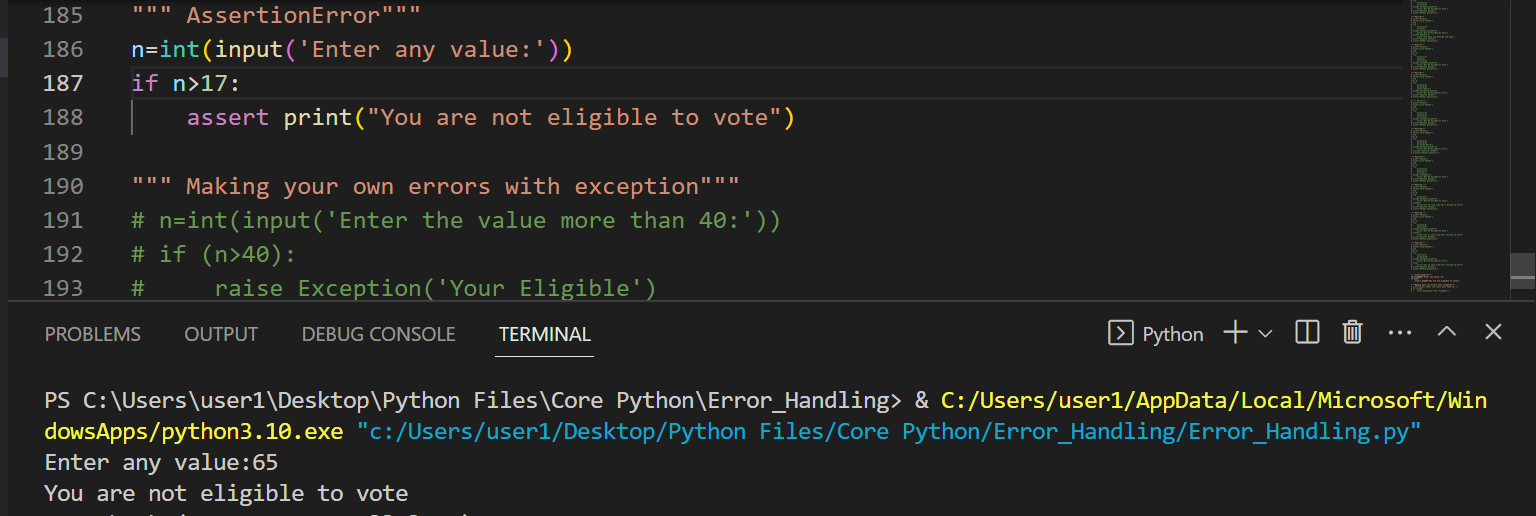 185 """ AssertionError"""
186 n=int(input('Enter any value:'))
187 if n>17:
188     assert print("You are not eligible to vote")
189
190 """ Making your own errors with exception"""
191 # n=int(input('Enter the value more than 40:'))
192 # if (n>40):
193 #     raise Exception('Your Eligible')
PROBLEMS OUTPUT DEBUG CONSOLE TERMINAL Python
PS C:\Users\user1\Desktop\Python Files\Core Python\Error_Handling> & C:/Users/user1/AppData/Local/Microsoft/Win
dowsApps/python3.10.exe "c:/Users/user1/Desktop/Python Files/Core Python/Error_Handling/Error_Handling.py"
Enter any value:65
You are not eligible to vote